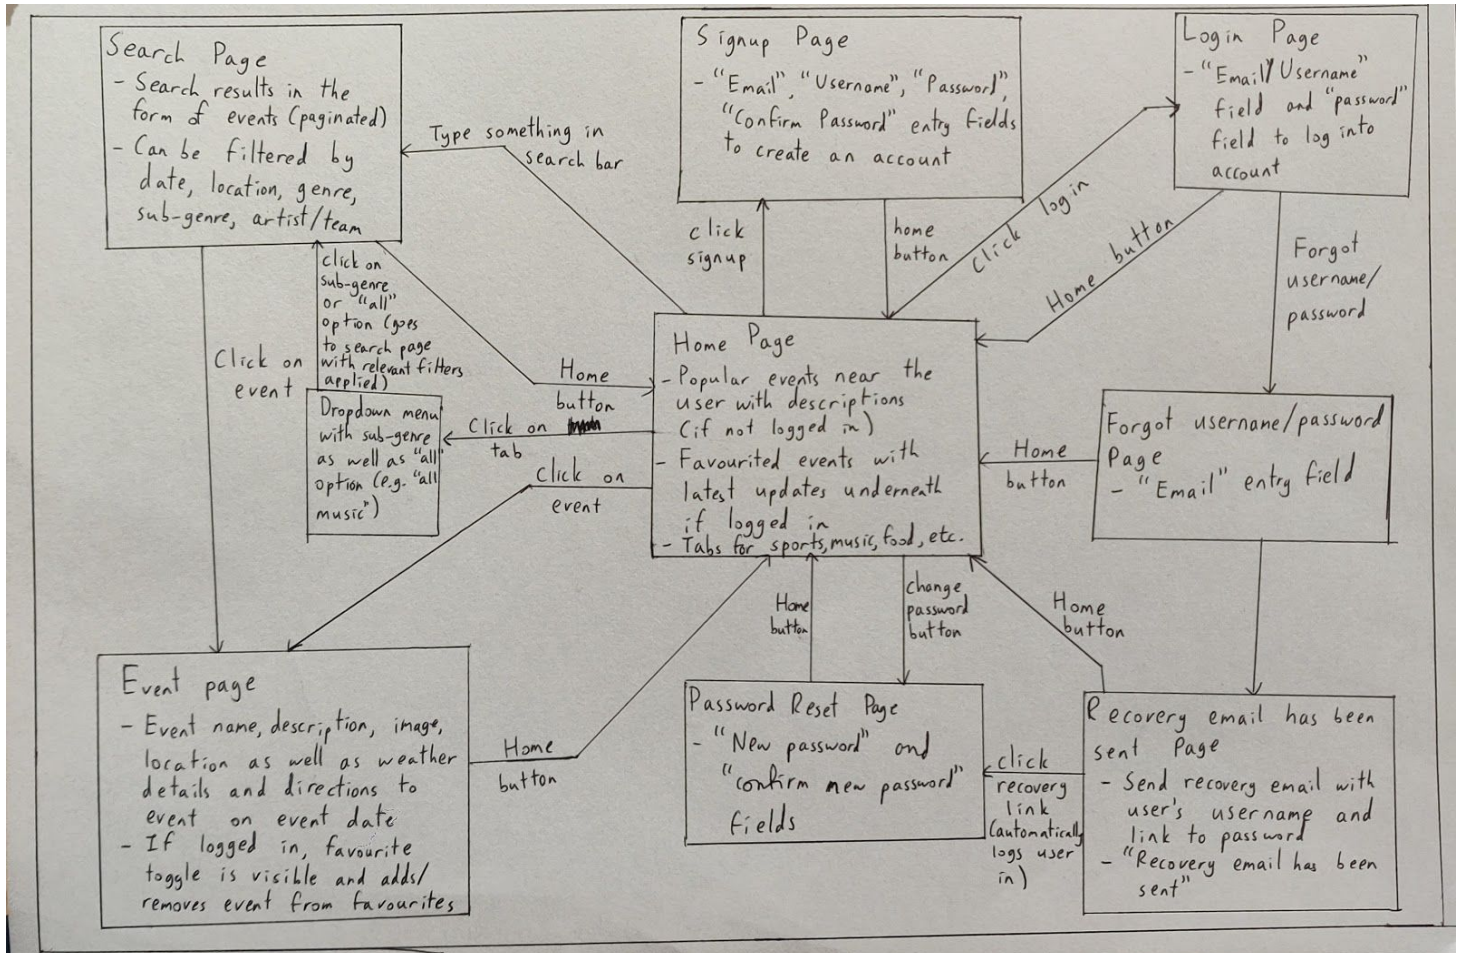 Search Page
- Search results in the
form of events (paginated)
- Can be filtered by
date, location, genre,
sub-genre, artist/team
Type something in
search bar
Signup Page
- "Email", "Username", "Password",
"Confirm Password" entry fields
to create an account
Login Page
- "Email/Username"
field and "password"
field to log into
account
click
signup
home
button
Click login
Home button
Forgot
username/
password
Click on
event
click on
sub-genre
or "all"
option (goes
to search page
with relevant filters
applied)
Home
button
Dropdown menu
with sub-genre
as well as "all"
option (e.g. "all
music")
Click on
tab
Click on
event
Home Page
- Popular events near the
user with descriptions
(if not logged in)
- Favourited events with
latest updates underneath
if logged in
- Tabs for sports, music, food, etc.
Home
button
Forgot username/password
Page
- "Email" entry field
Home
button
change
password
button
Home
button
Event page
- Event name, description, image,
location as well as weather
details and directions to
event on event date
- If logged in, favourite
toggle is visible and adds/
removes event from favourites
Home
button
Password Reset Page
- "New password" and
"confirm new password"
fields
click
recovery
link
(automatically
logs user
in)
Recovery email has been
sent Page
- Send recovery email with
user's username and
link to password
- "Recovery email has been
sent"